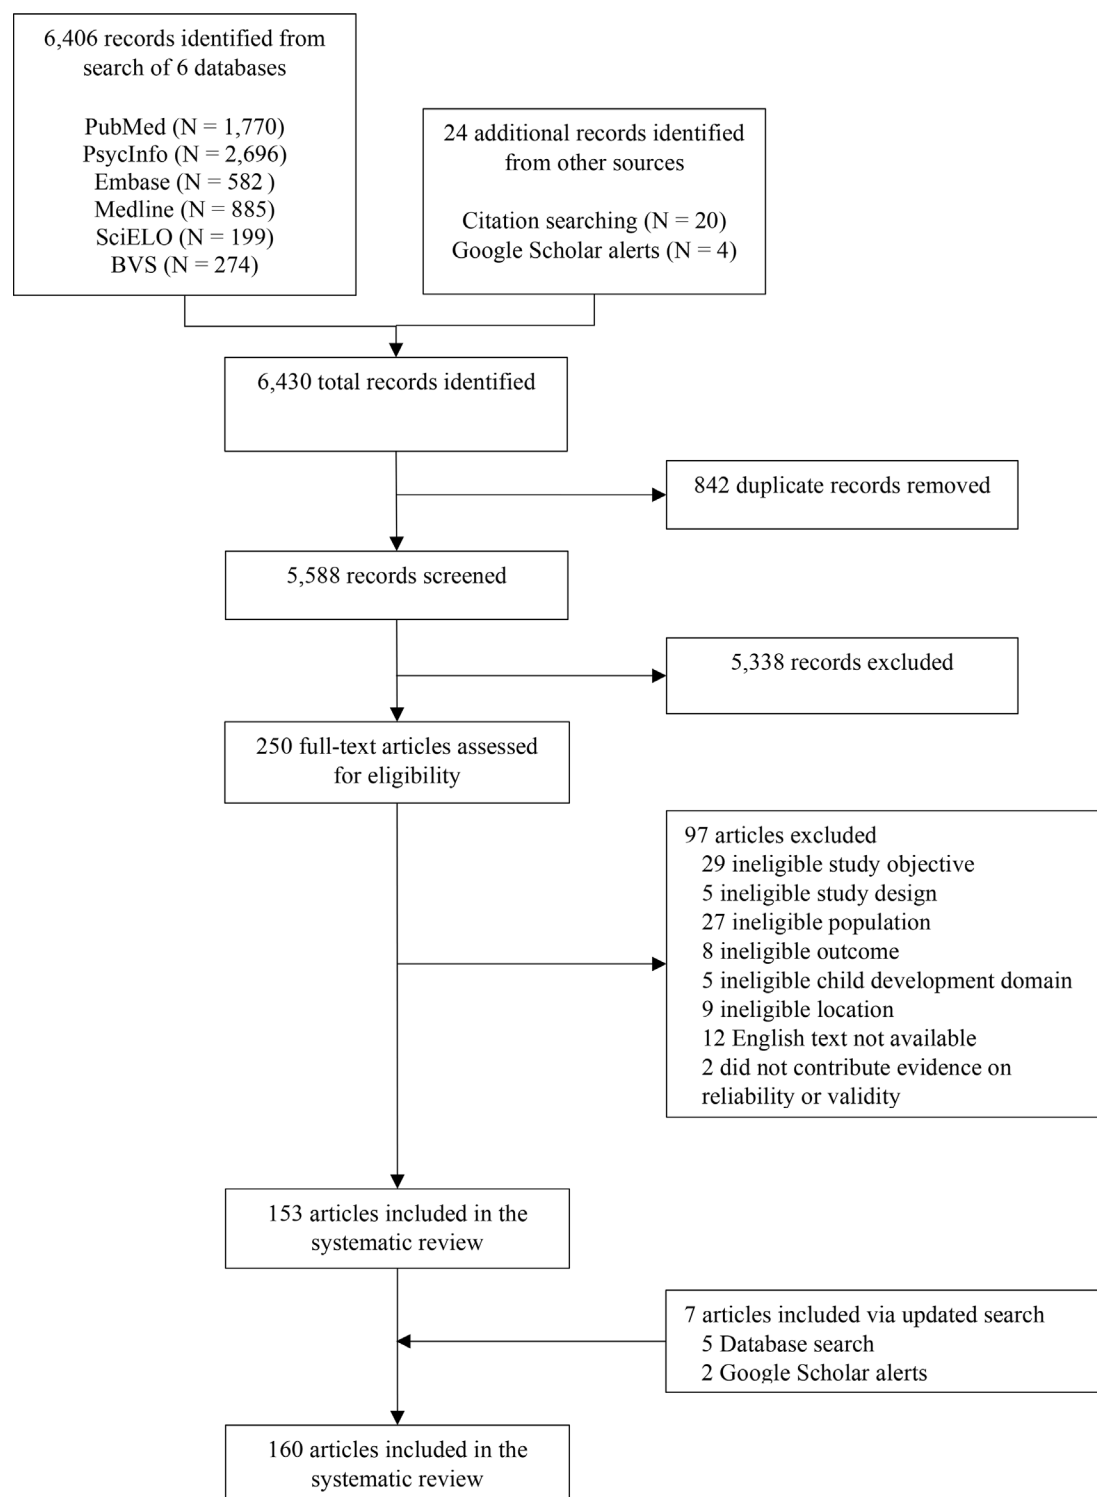 6,406 records identified from
search of 6 databases
PubMed (N = 1,770)
PsycInfo (N = 2,696)
Embase (N = 582 )
Medline (N = 885)
SciELO (N = 199)
BVS (N = 274)
24 additional records identified
from other sources
Citation searching (N = 20)
Google Scholar alerts (N = 4)
6,430 total records identified
842 duplicate records removed
5,588 records screened
5,338 records excluded
250 full-text articles assessed
for eligibility
97 articles excluded
29 ineligible study objective
5 ineligible study design
27 ineligible population
8 ineligible outcome
5 ineligible child development domain
9 ineligible location
12 English text not available
2 did not contribute evidence on
reliability or validity
153 articles included in the
systematic review
7 articles included via updated search
5 Database search
2 Google Scholar alerts
160 articles included in the
systematic review